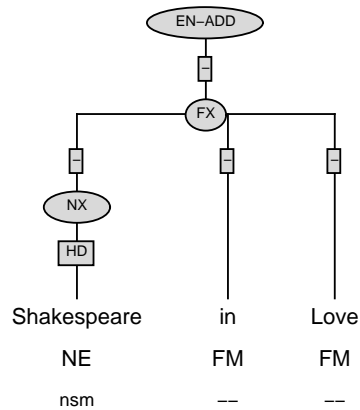 EN−ADD
−
FX
− − −
NX
HD
Shakespeare in Love
NE FM FM
nsm −− −−